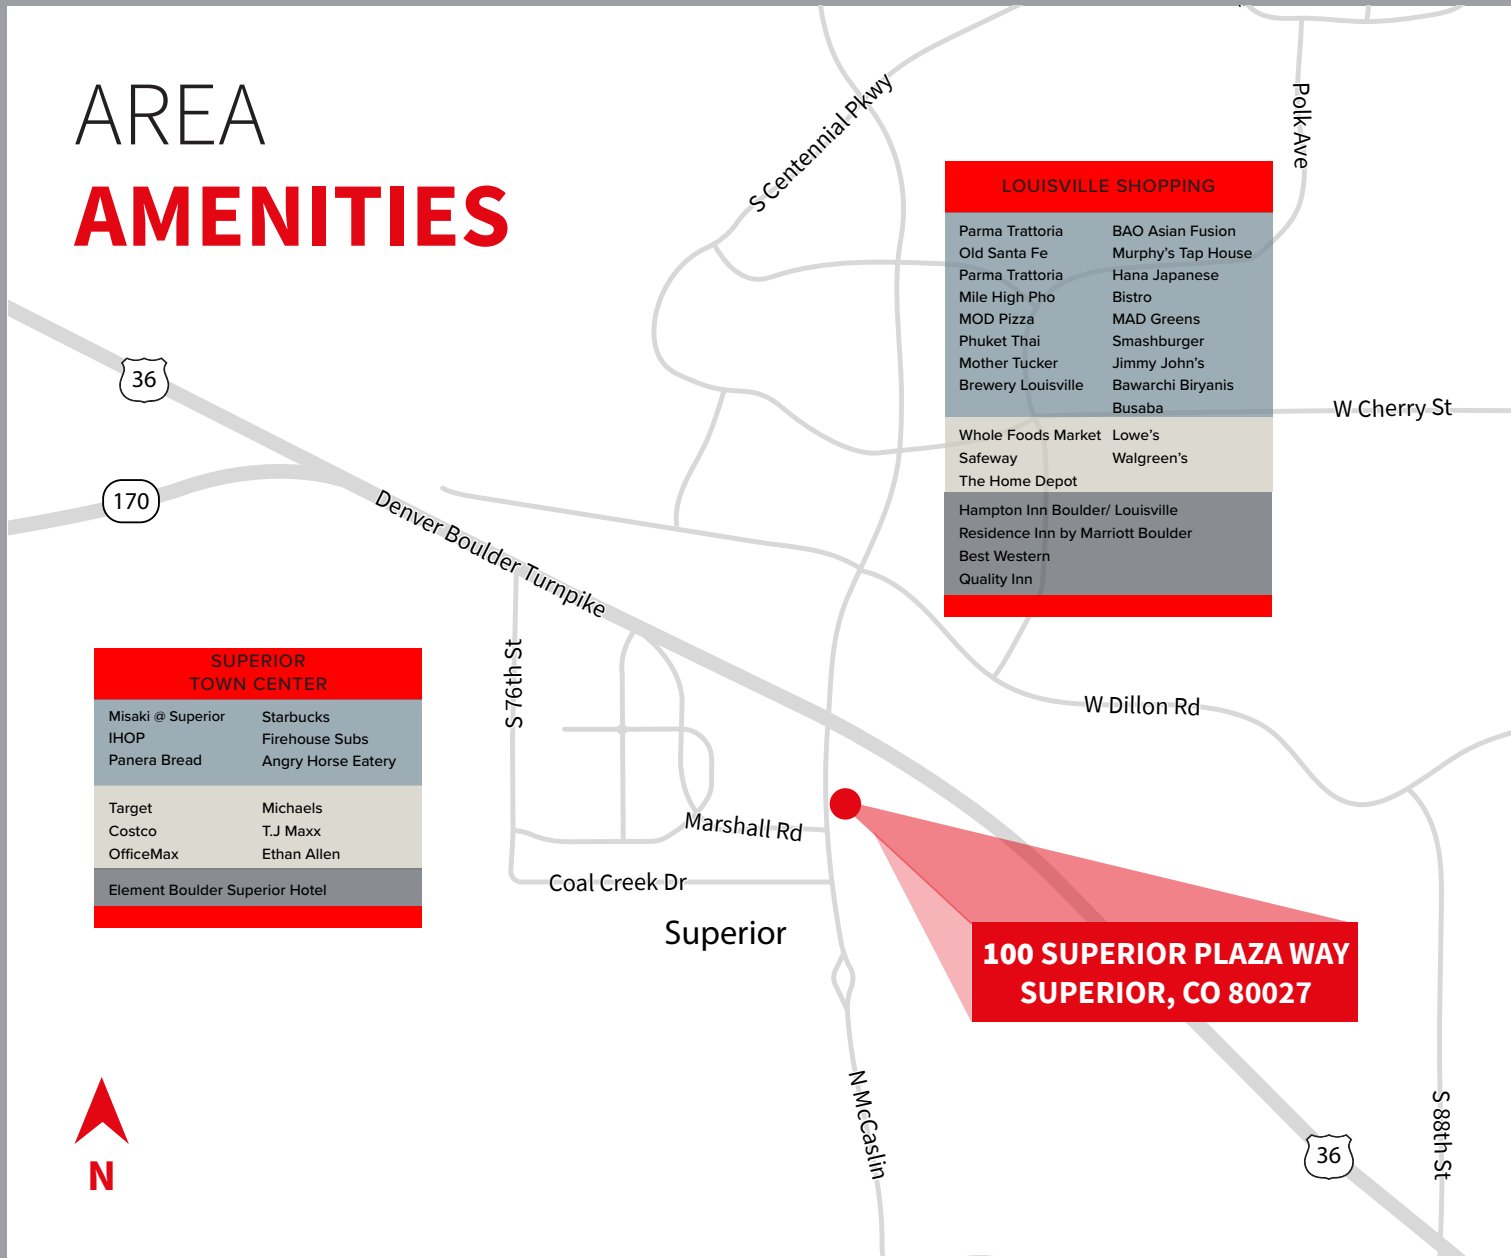 AREA
AMENITIES
S Centennial Pkwy
Polk Ave
LOUISVILLE SHOPPING
Parma Trattoria
Old Santa Fe
Parma Trattoria
Mile High Pho
MOD Pizza
Phuket Thai
Mother Tucker
Brewery Louisville
BAO Asian Fusion
Murphy's Tap House
Hana Japanese
Bistro
MAD Greens
Smashburger
Jimmy John's
Bawarchi Biryanis
Busaba
Whole Foods Market
Safeway
The Home Depot
Lowe's
Walgreen's
Hampton Inn Boulder/ Louisville
Residence Inn by Marriott Boulder
Best Western
Quality Inn
W Cherry St
36
170
Denver Boulder Turnpike
S 76th St
SUPERIOR
TOWN CENTER
Misaki @ Superior
IHOP
Panera Bread
Starbucks
Firehouse Subs
Angry Horse Eatery
Target
Costco
OfficeMax
Michaels
T.J Maxx
Ethan Allen
Element Boulder Superior Hotel
W Dillon Rd
Marshall Rd
Coal Creek Dr
Superior
100 SUPERIOR PLAZA WAY
SUPERIOR, CO 80027
N McCaslin
S 88th St
36
N